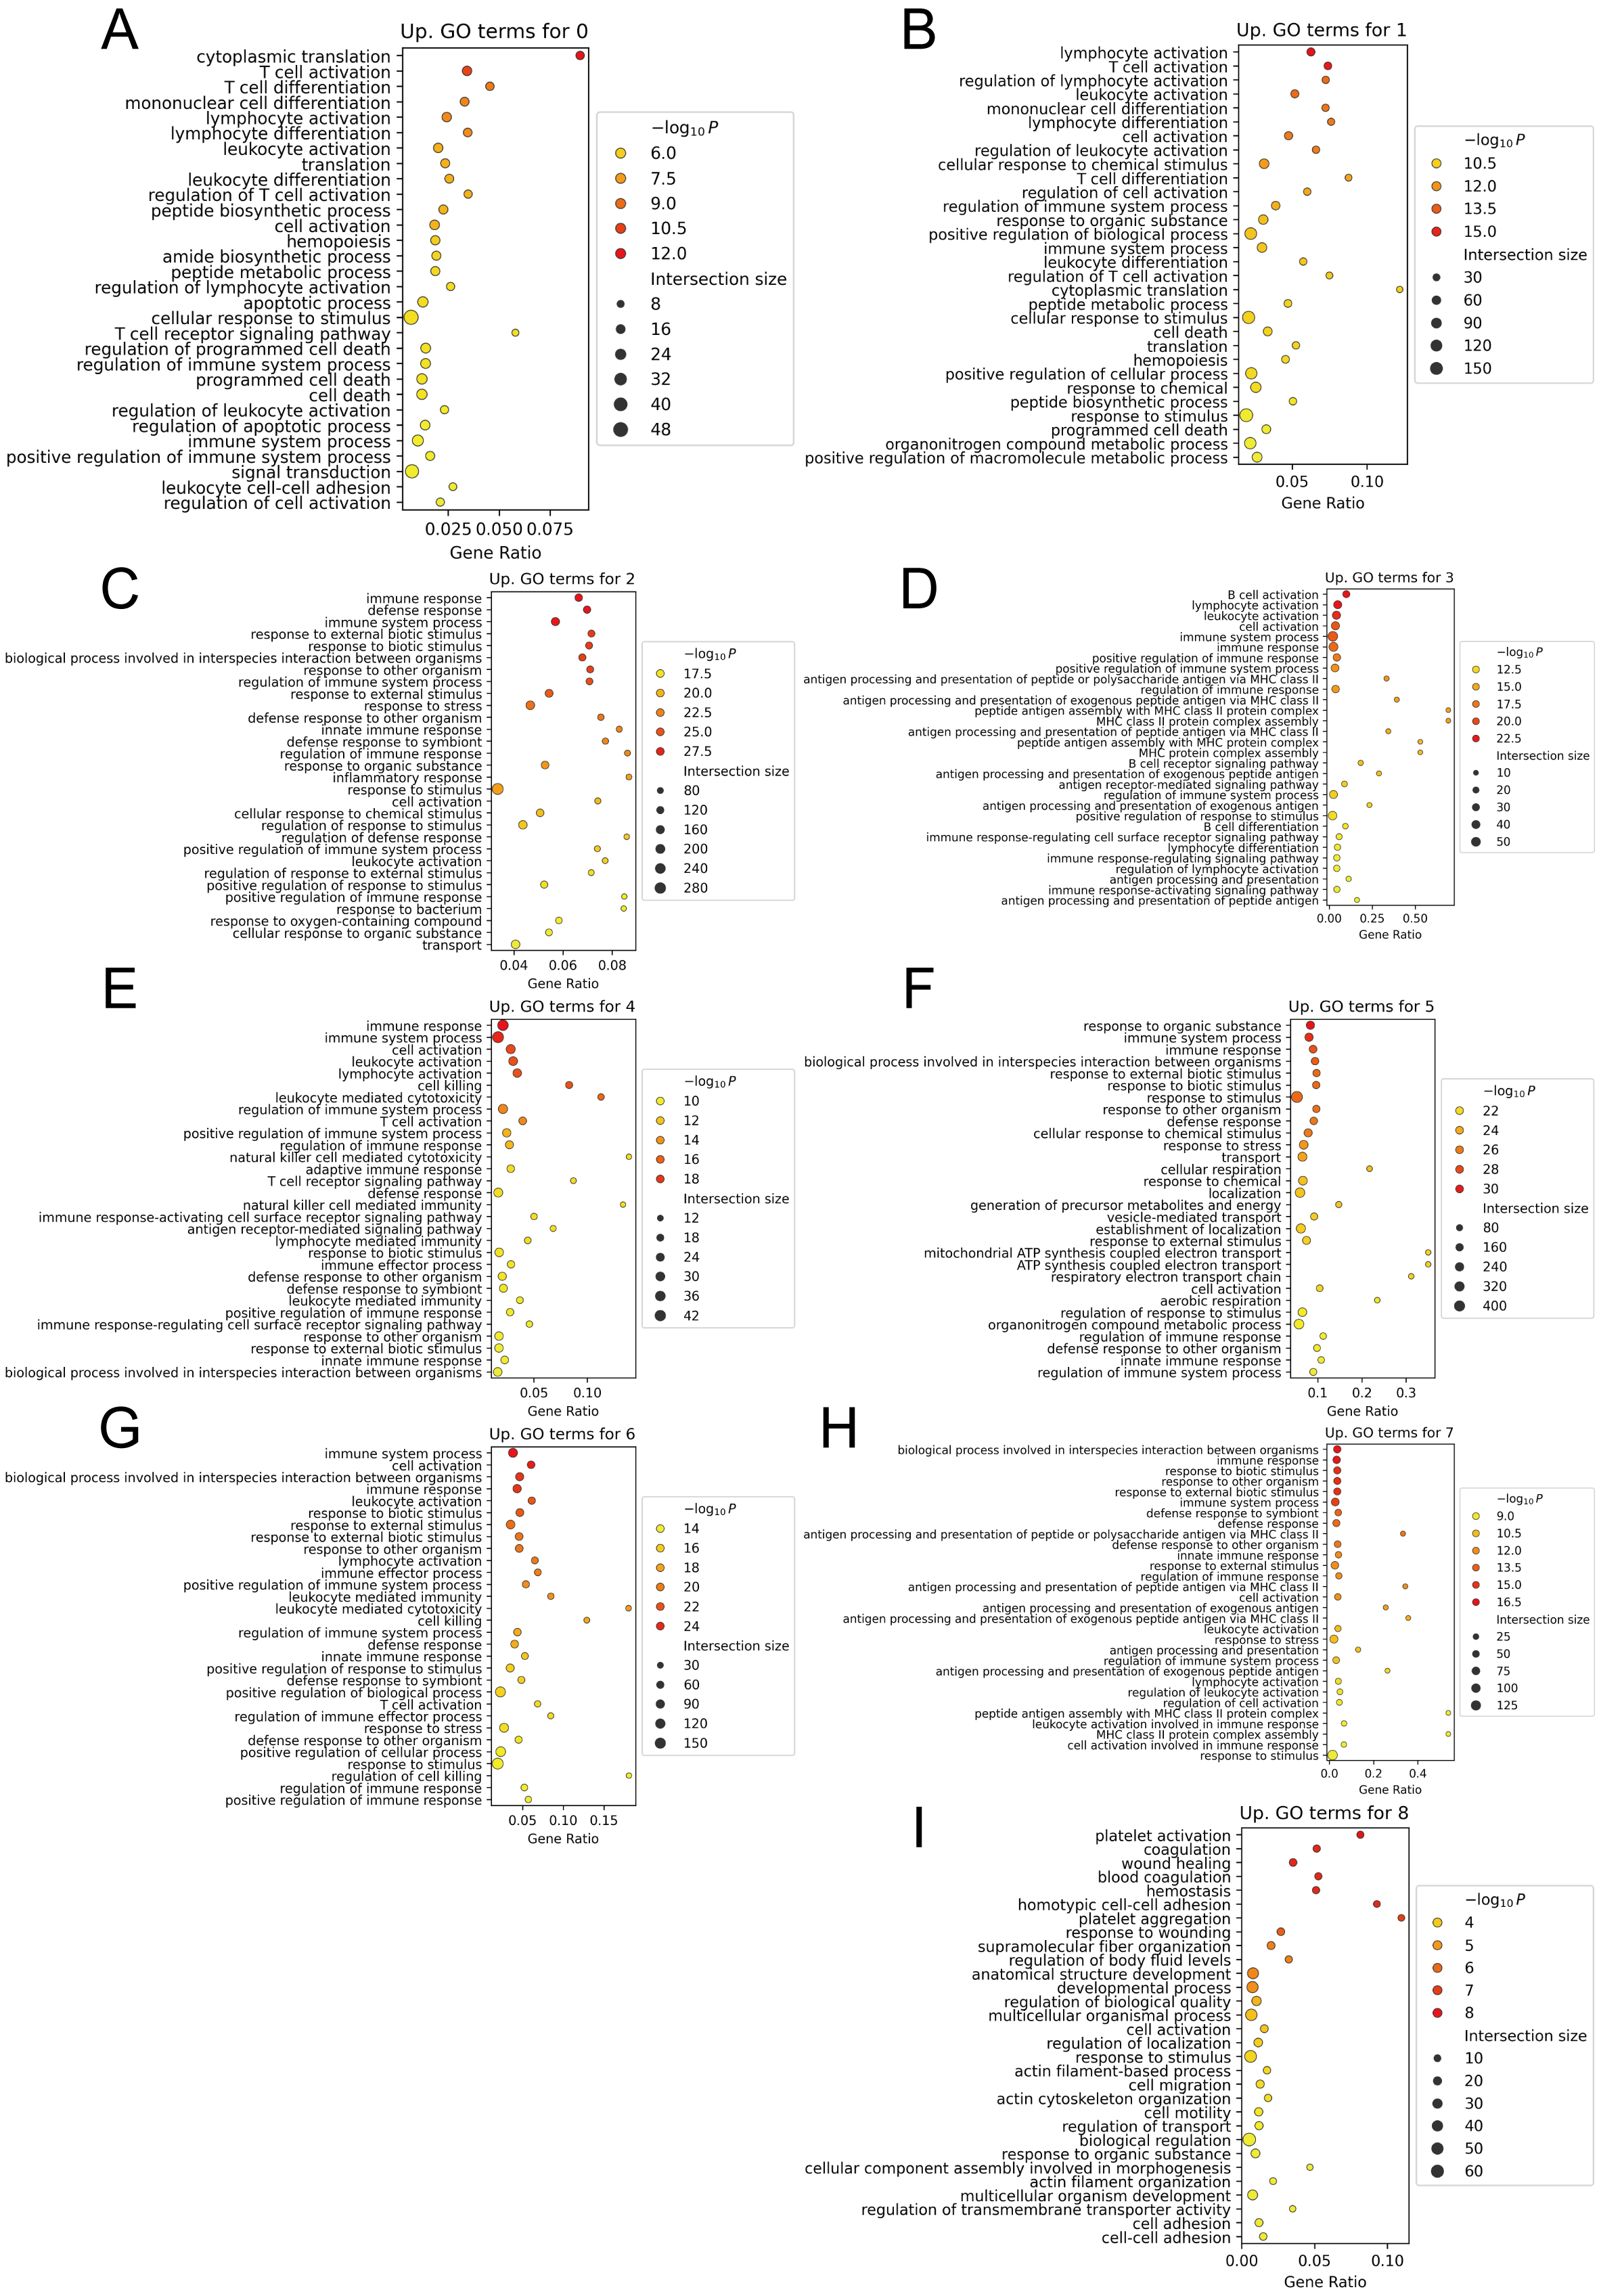 A
Up. GO terms for 0
cytoplasmic translation
T cell activation
T cell differentiation
mononuclear cell differentiation
lymphocyte activation
lymphocyte differentiation
leukocyte activation
translation
leukocyte differentiation
regulation of T cell activation
peptide biosynthetic process
cell activation
hemopoiesis
amide biosynthetic process
peptide metabolic process
regulation of lymphocyte activation
apoptotic process
cellular response to stimulus
T cell receptor signaling pathway
regulation of programmed cell death
regulation of immune system process
programmed cell death
cell death
regulation of leukocyte activation
regulation of apoptotic process
immune system process
positive regulation of immune system process
signal transduction
leukocyte cell-cell adhesion
regulation of cell activation
0.025 0.050 0.075
Gene Ratio
−log10 P
6.0
7.5
9.0
10.5
12.0
Intersection size
8
16
24
32
40
48
B
Up. GO terms for 1
lymphocyte activation
T cell activation
regulation of lymphocyte activation
leukocyte activation
mononuclear cell differentiation
lymphocyte differentiation
cell activation
regulation of leukocyte activation
cellular response to chemical stimulus
T cell differentiation
regulation of cell activation
regulation of immune system process
response to organic substance
positive regulation of biological process
immune system process
leukocyte differentiation
regulation of T cell activation
cytoplasmic translation
peptide metabolic process
cellular response to stimulus
cell death
translation
hemopoiesis
positive regulation of cellular process
response to chemical
peptide biosynthetic process
response to stimulus
programmed cell death
organonitrogen compound metabolic process
positive regulation of macromolecule metabolic process
0.05 0.10
Gene Ratio
−log10 P
10.5
12.0
13.5
15.0
Intersection size
30
60
90
120
150
C
Up. GO terms for 2
immune response
defense response
immune system process
response to external biotic stimulus
response to biotic stimulus
biological process involved in interspecies interaction between organisms
response to other organism
regulation of immune system process
response to external stimulus
response to stress
defense response to other organism
innate immune response
defense response to symbiont
regulation of immune response
response to organic substance
inflammatory response
response to stimulus
cell activation
cellular response to chemical stimulus
regulation of response to stimulus
regulation of defense response
positive regulation of immune system process
leukocyte activation
regulation of response to external stimulus
positive regulation of response to stimulus
positive regulation of immune response
response to bacterium
response to oxygen-containing compound
cellular response to organic substance
transport
0.04 0.06 0.08
Gene Ratio
−log10 P
17.5
20.0
22.5
25.0
27.5
Intersection size
80
120
160
200
240
280
D
Up. GO terms for 3
B cell activation
lymphocyte activation
leukocyte activation
cell activation
immune system process
immune response
positive regulation of immune response
positive regulation of immune system process
antigen processing and presentation of peptide or polysaccharide antigen via MHC class II
regulation of immune response
antigen processing and presentation of exogenous peptide antigen via MHC class II
peptide antigen assembly with MHC class II protein complex
MHC class II protein complex assembly
antigen processing and presentation of peptide antigen via MHC class II
peptide antigen assembly with MHC protein complex
MHC protein complex assembly
B cell receptor signaling pathway
antigen processing and presentation of exogenous peptide antigen
antigen receptor-mediated signaling pathway
regulation of immune system process
antigen processing and presentation of exogenous antigen
positive regulation of response to stimulus
B cell differentiation
immune response-regulating cell surface receptor signaling pathway
lymphocyte differentiation
immune response-regulating signaling pathway
regulation of lymphocyte activation
antigen processing and presentation
immune response-activating signaling pathway
antigen processing and presentation of peptide antigen
0.00 0.25 0.50
Gene Ratio
−log10 P
12.5
15.0
17.5
20.0
22.5
Intersection size
10
20
30
40
50
E
Up. GO terms for 4
immune response
immune system process
cell activation
leukocyte activation
lymphocyte activation
cell killing
leukocyte mediated cytotoxicity
regulation of immune system process
T cell activation
positive regulation of immune system process
regulation of immune response
natural killer cell mediated cytotoxicity
adaptive immune response
T cell receptor signaling pathway
defense response
natural killer cell mediated immunity
immune response-activating cell surface receptor signaling pathway
antigen receptor-mediated signaling pathway
lymphocyte mediated immunity
response to biotic stimulus
immune effector process
defense response to other organism
defense response to symbiont
leukocyte mediated immunity
positive regulation of immune response
immune response-regulating cell surface receptor signaling pathway
response to other organism
response to external biotic stimulus
innate immune response
biological process involved in interspecies interaction between organisms
0.05 0.10
Gene Ratio
−log10 P
10
12
14
16
18
Intersection size
12
18
24
30
36
42
F
Up. GO terms for 5
response to organic substance
immune system process
immune response
biological process involved in interspecies interaction between organisms
response to external biotic stimulus
response to biotic stimulus
response to stimulus
response to other organism
defense response
cellular response to chemical stimulus
response to stress
transport
cellular respiration
response to chemical
localization
generation of precursor metabolites and energy
vesicle-mediated transport
establishment of localization
response to external stimulus
mitochondrial ATP synthesis coupled electron transport
ATP synthesis coupled electron transport
respiratory electron transport chain
cell activation
aerobic respiration
regulation of response to stimulus
organonitrogen compound metabolic process
regulation of immune response
defense response to other organism
innate immune response
regulation of immune system process
0.1 0.2 0.3
Gene Ratio
−log10 P
22
24
26
28
30
Intersection size
80
160
240
320
400
G
Up. GO terms for 6
immune system process
cell activation
biological process involved in interspecies interaction between organisms
immune response
leukocyte activation
response to biotic stimulus
response to external stimulus
response to external biotic stimulus
response to other organism
lymphocyte activation
immune effector process
positive regulation of immune system process
leukocyte mediated immunity
leukocyte mediated cytotoxicity
cell killing
regulation of immune system process
defense response
innate immune response
positive regulation of response to stimulus
defense response to symbiont
positive regulation of biological process
T cell activation
regulation of immune effector process
response to stress
defense response to other organism
positive regulation of cellular process
response to stimulus
regulation of cell killing
regulation of immune response
positive regulation of immune response
0.05 0.10 0.15
Gene Ratio
−log10 P
14
16
18
20
22
24
Intersection size
30
60
90
120
150
H
Up. GO terms for 7
biological process involved in interspecies interaction between organisms
immune response
response to biotic stimulus
response to other organism
response to external biotic stimulus
immune system process
defense response to symbiont
defense response
antigen processing and presentation of peptide or polysaccharide antigen via MHC class II
defense response to other organism
innate immune response
response to external stimulus
regulation of immune response
antigen processing and presentation of peptide antigen via MHC class II
cell activation
antigen processing and presentation of exogenous antigen
antigen processing and presentation of exogenous peptide antigen via MHC class II
leukocyte activation
response to stress
antigen processing and presentation
regulation of immune system process
antigen processing and presentation of exogenous peptide antigen
lymphocyte activation
regulation of leukocyte activation
regulation of cell activation
peptide antigen assembly with MHC class II protein complex
leukocyte activation involved in immune response
MHC class II protein complex assembly
cell activation involved in immune response
response to stimulus
0.0 0.2 0.4
Gene Ratio
−log10 P
9.0
10.5
12.0
13.5
15.0
16.5
Intersection size
25
50
75
100
125
I
Up. GO terms for 8
platelet activation
coagulation
wound healing
blood coagulation
hemostasis
homotypic cell-cell adhesion
platelet aggregation
response to wounding
supramolecular fiber organization
regulation of body fluid levels
anatomical structure development
developmental process
regulation of biological quality
multicellular organismal process
cell activation
regulation of localization
response to stimulus
actin filament-based process
cell migration
actin cytoskeleton organization
cell motility
regulation of transport
biological regulation
response to organic substance
cellular component assembly involved in morphogenesis
actin filament organization
multicellular organism development
regulation of transmembrane transporter activity
cell adhesion
cell-cell adhesion
0.00 0.05 0.10
Gene Ratio
−log10 P
4
5
6
7
8
Intersection size
10
20
30
40
50
60